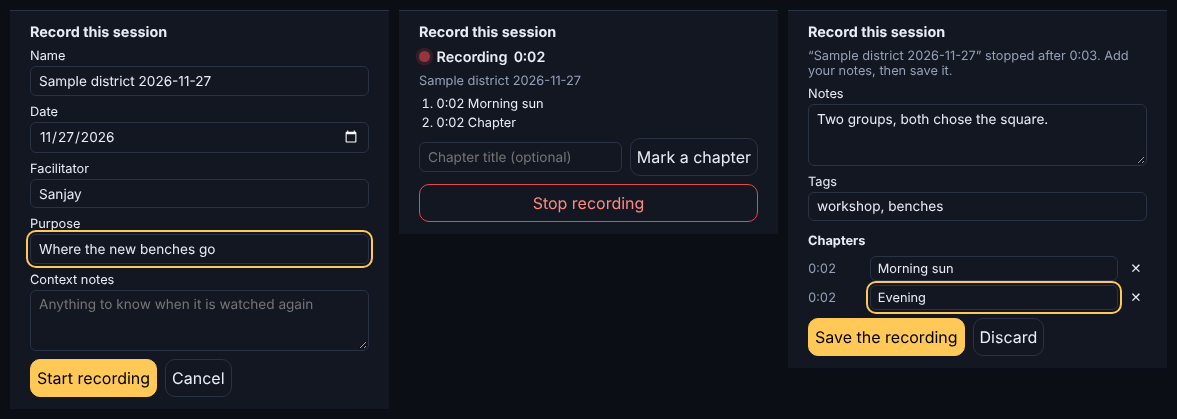 Record this session
Name
Sample district 2026-11-27
Date
11/27/2026
Facilitator
Sanjay
Purpose
Where the new benches go
Context notes
Anything to know when it is watched again
Start recording
Cancel
Record this session
Recording 0:02
Sample district 2026-11-27
1. 0:02 Morning sun
2. 0:02 Chapter
Chapter title (optional)
Mark a chapter
Stop recording
Record this session
“Sample district 2026-11-27” stopped after 0:03. Add
your notes, then save it.
Notes
Two groups, both chose the square.
Tags
workshop, benches
Chapters
0:02 Morning sun ×
0:02 Evening ×
Save the recording
Discard